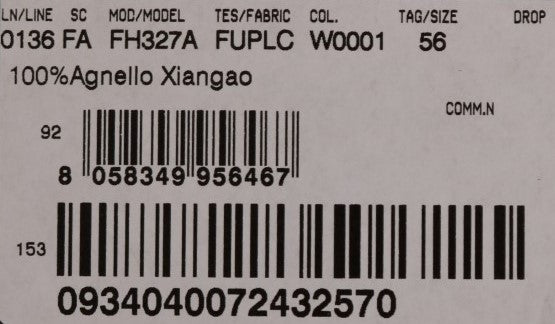 LN/LINE SC MOD/MODEL TES/FABRIC COL. TAG/SIZE DROP
0136 FA FH327A FUPLC W0001 56
100%Agnello Xiangao
COMM.N
92
8 058349 956467
153
0934040072432570